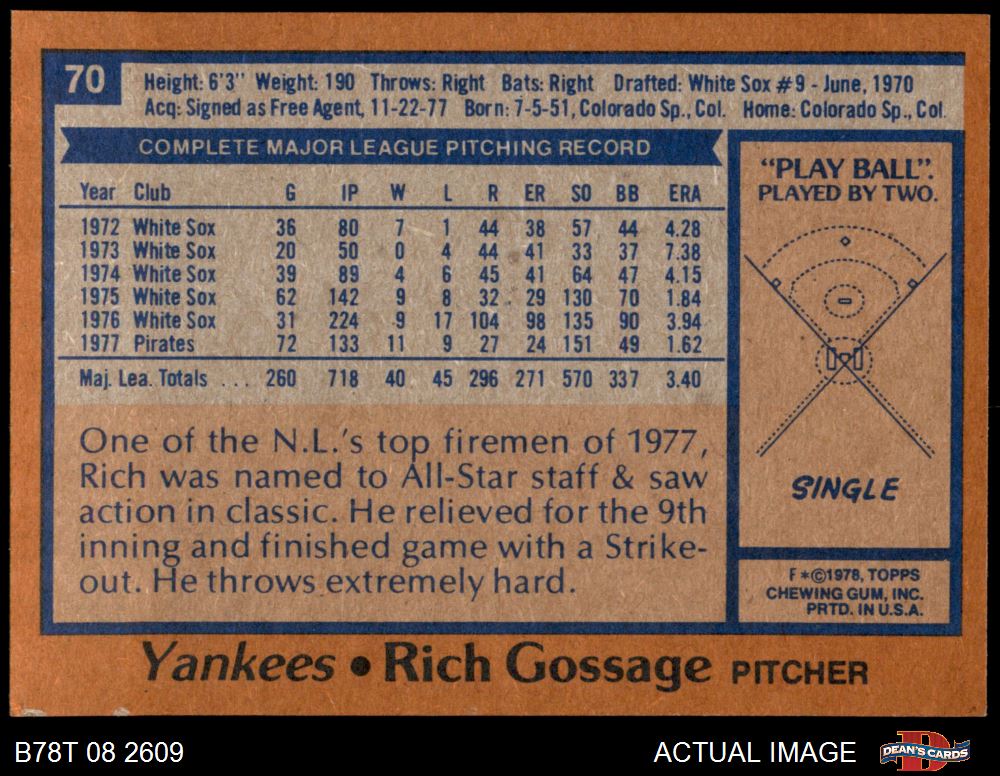 70
Height: 6'3" Weight: 190 Throws: Right Bats: Right Drafted: White Sox #9 - June, 1970
Acq: Signed as Free Agent, 11-22-77 Born: 7-5-51, Colorado Sp., Col. Home: Colorado Sp., Col.
COMPLETE MAJOR LEAGUE PITCHING RECORD
Year Club G IP W L R ER SO BB ERA
1972 White Sox 36 80 7 1 44 38 57 44 4.28
1973 White Sox 20 50 0 4 44 41 33 37 7.38
1974 White Sox 39 89 4 6 45 41 64 47 4.15
1975 White Sox 62 142 9 8 32 29 130 70 1.84
1976 White Sox 31 224 9 17 104 98 135 90 3.94
1977 Pirates 72 133 11 9 27 24 151 49 1.62
Maj. Lea. Totals ... 260 718 40 45 296 271 570 337 3.40
One of the N.L.'s top firemen of 1977,
Rich was named to All-Star staff & saw
action in classic. He relieved for the 9th
inning and finished game with a Strike-
out. He throws extremely hard.
"PLAY BALL".
PLAYED BY TWO.
SINGLE
F*©1978, TOPPS
CHEWING GUM, INC.
PRTD. IN U.S.A.
Yankees • Rich Gossage PITCHER
B78T 08 2609
ACTUAL IMAGE
DEAN'S CARDS